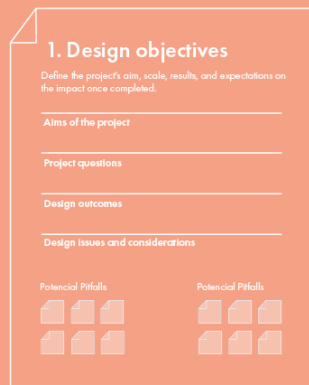 1. Design objectives
Define the project's aim, scale, results, and expectations on
the impact once completed.
Aims of the project
Project questions
Design outcomes
Design issues and considerations
Potencial Pitfalls
Potencial Pitfalls